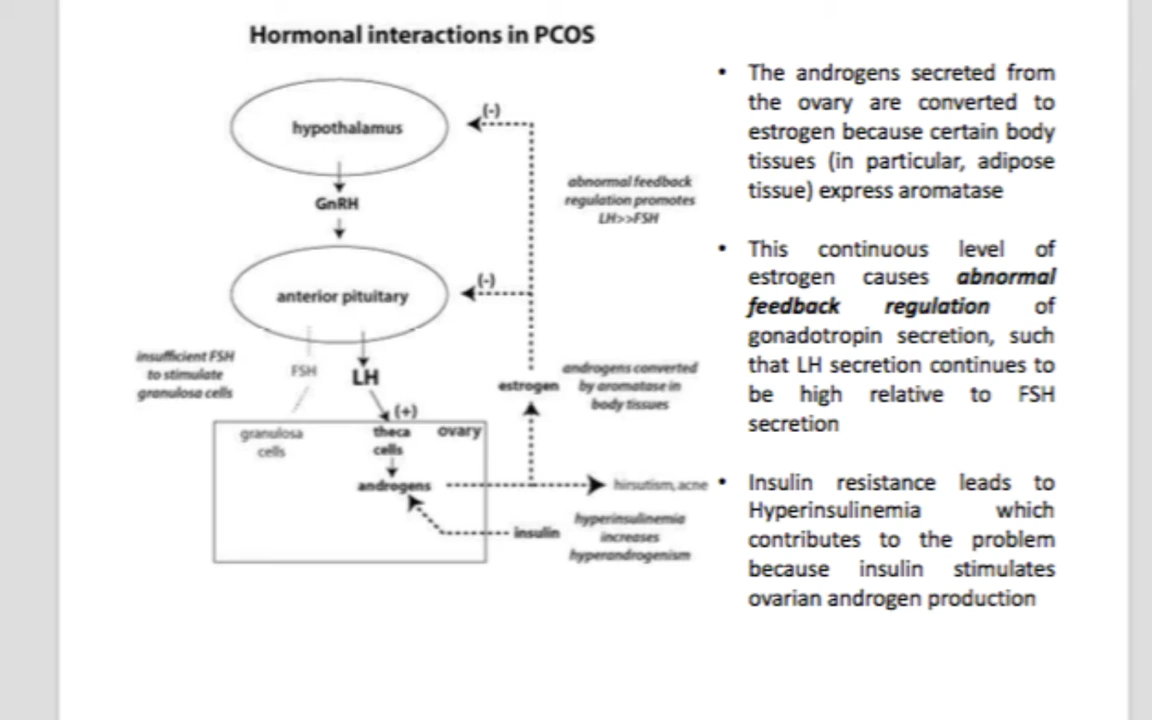 Hormonal interactions in PCOS
hypothalamus
(-)
GnRH
abnormal feedback
regulation promotes
LH>>FSH
anterior pituitary
(-)
insufficient FSH
to stimulate
granulosa cells
FSH
LH
(+)
estrogen
androgens converted
by aromatase in
body tissues
granulosa
cells
theca
cells
ovary
androgens
hirsutism, acne
insulin
hyperinsulinemia
increases
hyperandrogenism
• The androgens secreted from
the ovary are converted to
estrogen because certain body
tissues (in particular, adipose
tissue) express aromatase
• This continuous level of
estrogen causes abnormal
feedback regulation of
gonadotropin secretion, such
that LH secretion continues to
be high relative to FSH
secretion
• Insulin resistance leads to
Hyperinsulinemia which
contributes to the problem
because insulin stimulates
ovarian androgen production